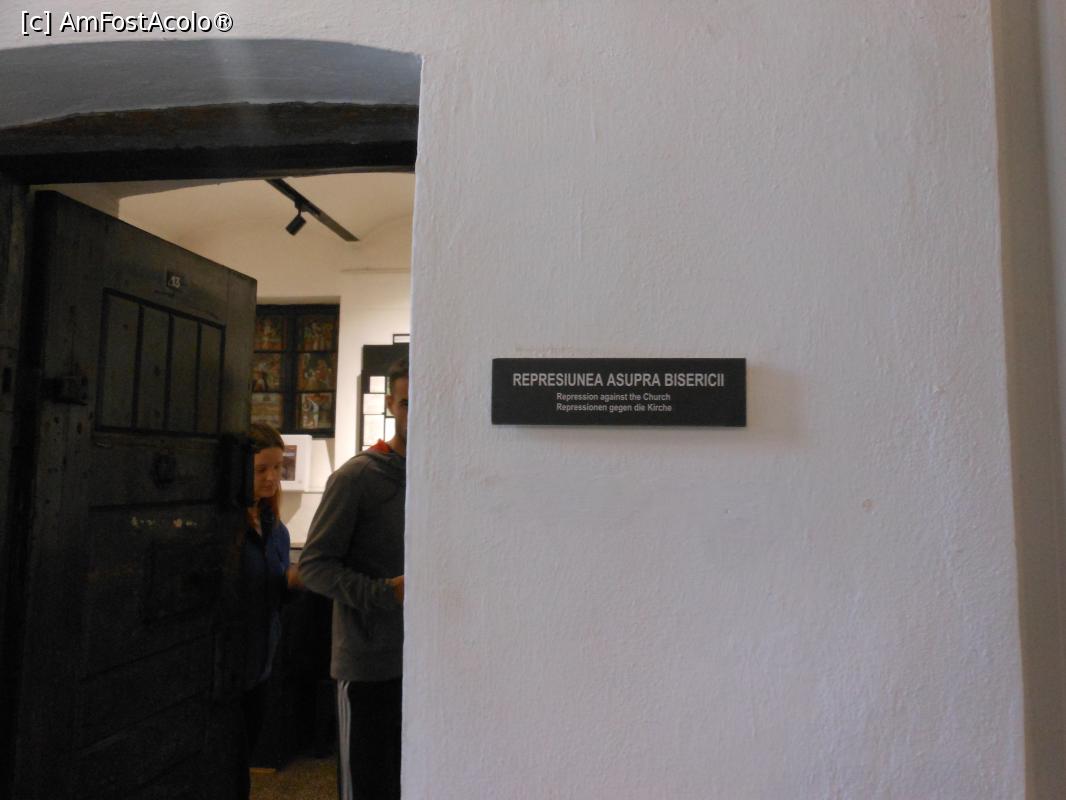 [c] AmFostAcolo®
13
REPRESIUNEA ASUPRA BISERICII
Repression against the Church
Repressionen gegen die Kirche